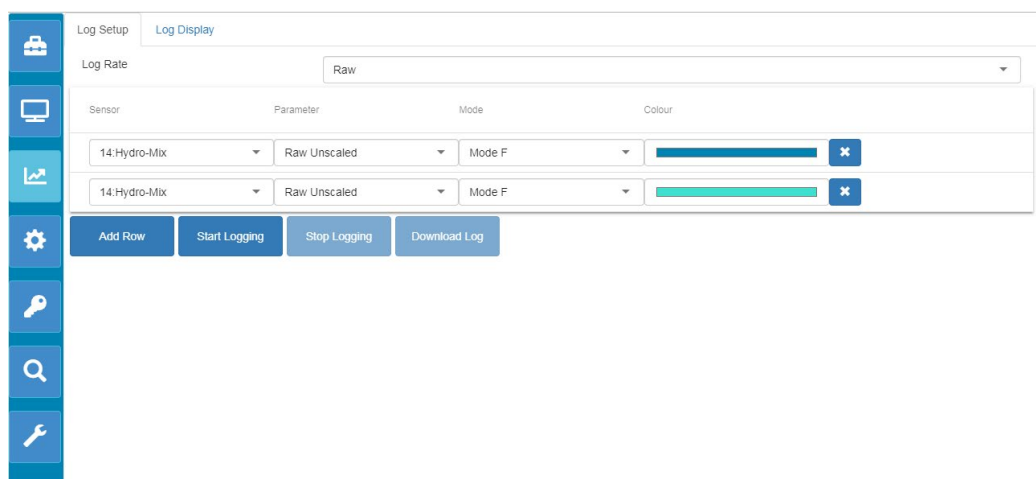 Log Setup Log Display
Log Rate Raw
Sensor Parameter Mode Colour
14:Hydro-Mix Raw Unscaled Mode F
14:Hydro-Mix Raw Unscaled Mode F
Add Row Start Logging Stop Logging Download Log